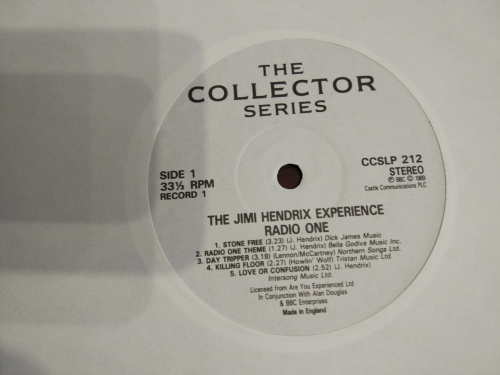 THE
COLLECTOR
SERIES
SIDE 1
33⅓ RPM
RECORD 1
CCSLP 212
STEREO
℗ BBC © 1989
Castle Communications PLC
THE JIMI HENDRIX EXPERIENCE
RADIO ONE
1. STONE FREE (3.23) (J. Hendrix) Dick James Music
2. RADIO ONE THEME (1.27) (J. Hendrix) Bella Godiva Music Inc.
3. DAY TRIPPER (3.18) (Lennon/McCartney) Northern Songs Ltd.
4. KILLING FLOOR (2.27) (Howlin' Wolf) Tristan Music Ltd.
5. LOVE OR CONFUSION (2.52) (J. Hendrix)
Intersong Music Ltd.
Licensed from Are You Experienced Ltd
In Conjunction With Alan Douglas
& BBC Enterprises
Made in England